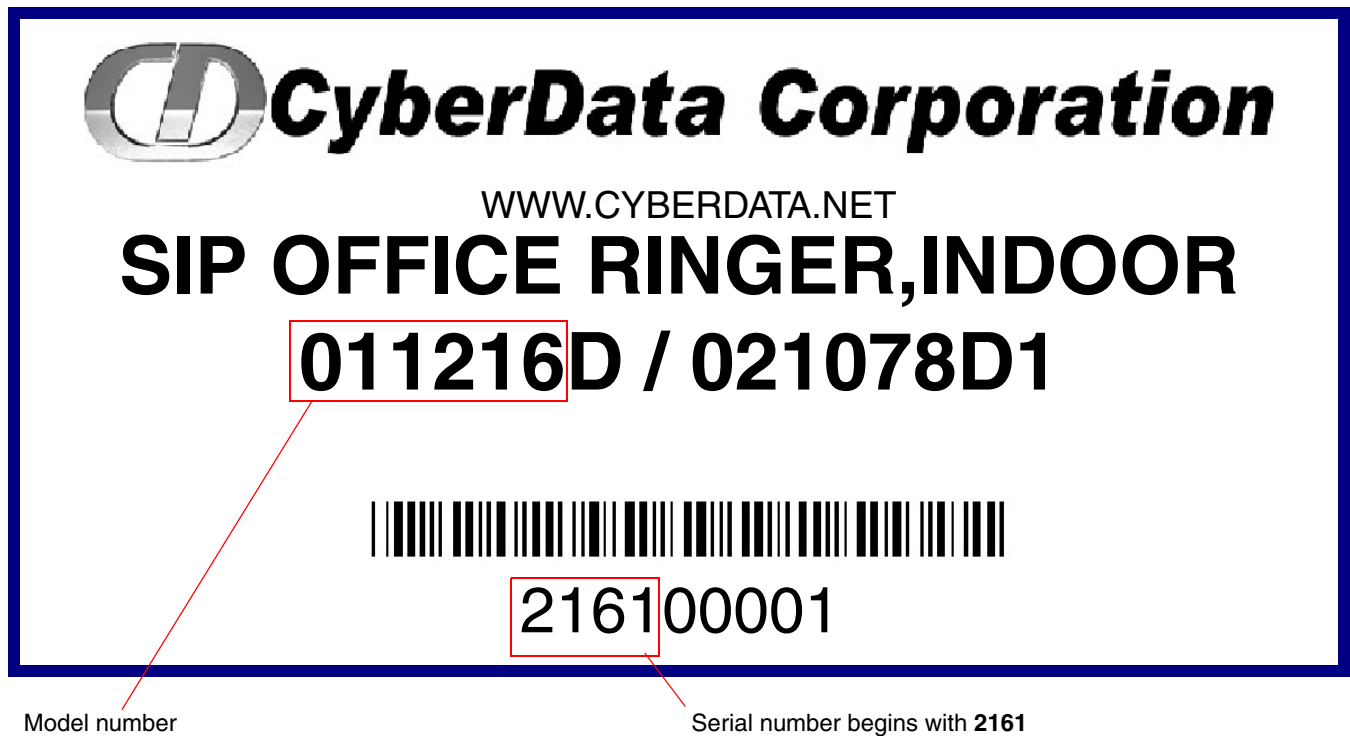 CyberData Corporation
WWW.CYBERDATA.NET
SIP OFFICE RINGER,INDOOR
011216D / 021078D1
216100001
Model number
Serial number begins with 2161